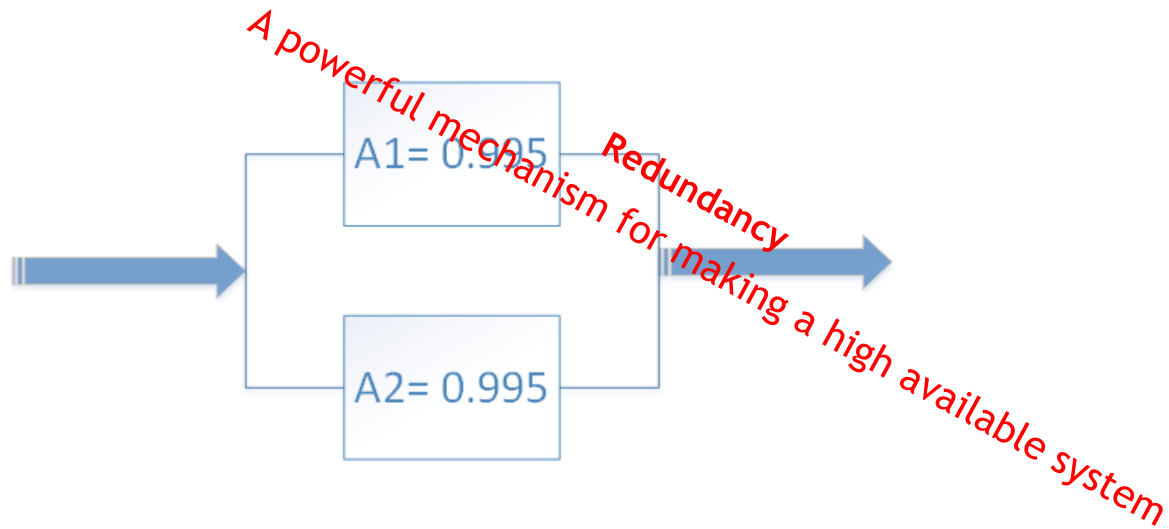 Redundancy
A powerful mechanism for making a high available system
A1= 0.995
A2= 0.995